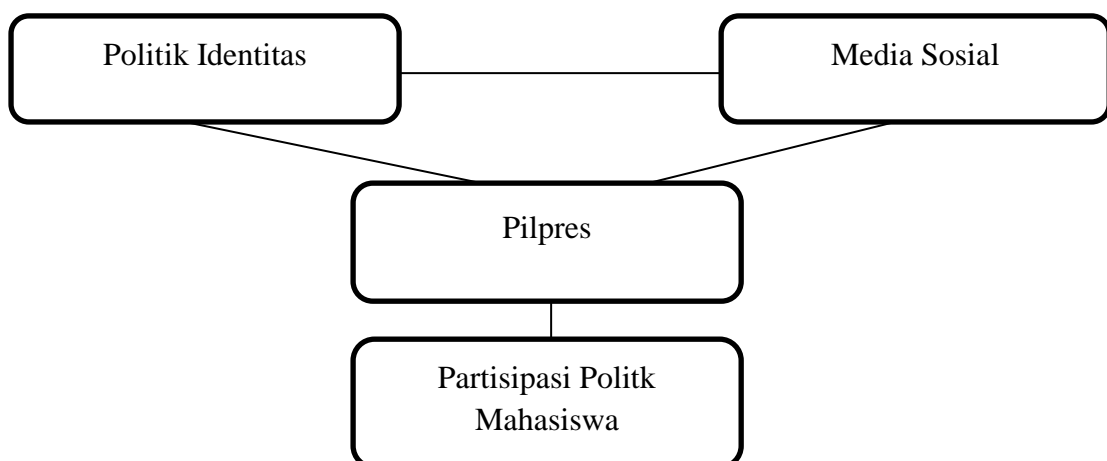 Politik Identitas
Media Sosial
Pilpres
Partisipasi Politk
Mahasiswa